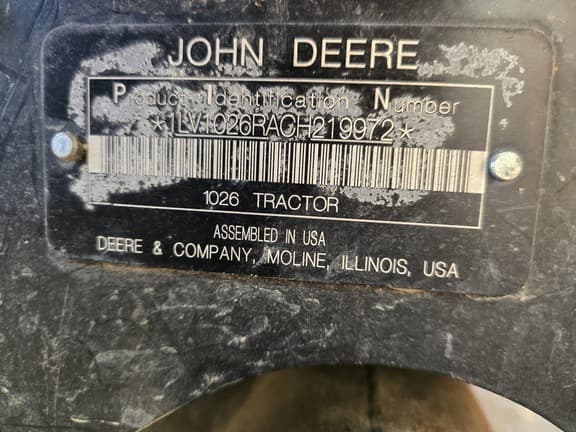 JOHN DEERE
Product Identification Number
*1LV1026RACH219972*
1026 TRACTOR
ASSEMBLED IN USA
DEERE & COMPANY, MOLINE, ILLINOIS, USA